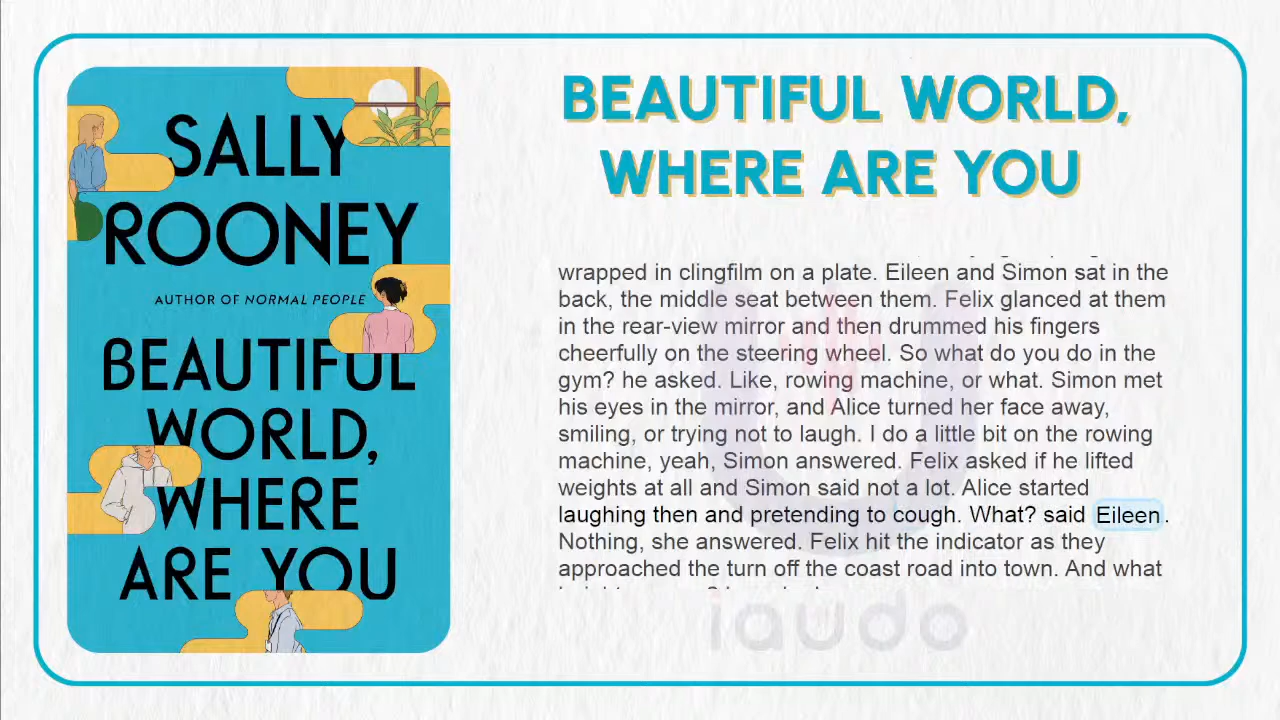 SALLY
ROONEY
AUTHOR OF NORMAL PEOPLE
BEAUTIFUL
WORLD,
WHERE
ARE YOU
BEAUTIFUL WORLD,
WHERE ARE YOU
wrapped in clingfilm on a plate. Eileen and Simon sat in the
back, the middle seat between them. Felix glanced at them
in the rear-view mirror and then drummed his fingers
cheerfully on the steering wheel. So what do you do in the
gym? he asked. Like, rowing machine, or what. Simon met
his eyes in the mirror, and Alice turned her face away,
smiling, or trying not to laugh. I do a little bit on the rowing
machine, yeah, Simon answered. Felix asked if he lifted
weights at all and Simon said not a lot. Alice started
laughing then and pretending to cough. What? said Eileen.
Nothing, she answered. Felix hit the indicator as they
approached the turn off the coast road into town. And what
iaudo